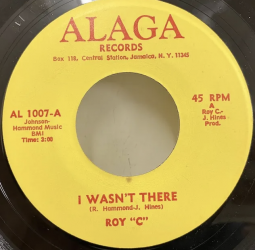 ALAGA
RECORDS
Box 118, Central Station, Jamaica, N. Y. 11345
AL 1007-A
Johnson-
Hammond Music
BMI
Time: 3:00
45 RPM
A
Roy C.-
J. Hines
Prod.
I WASN'T THERE
(R. Hammond-J. Hines)
ROY "C"